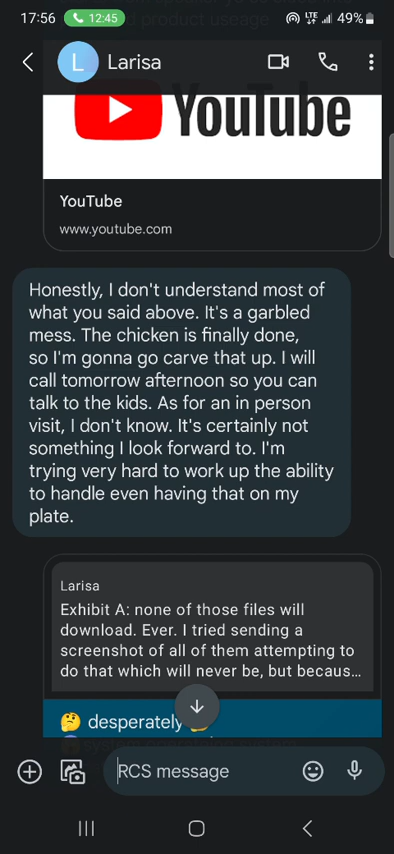 17:56 12:45 LTE 49%
d product useage
L Larisa
YouTube
YouTube
www.youtube.com
Honestly, I don't understand most of
what you said above. It's a garbled
mess. The chicken is finally done,
so I'm gonna go carve that up. I will
call tomorrow afternoon so you can
talk to the kids. As for an in person
visit, I don't know. It's certainly not
something I look forward to. I'm
trying very hard to work up the ability
to handle even having that on my
plate.
Larisa
Exhibit A: none of those files will
download. Ever. I tried sending a
screenshot of all of them attempting to
do that which will never be, but becaus...
🤔 desperately
RCS message